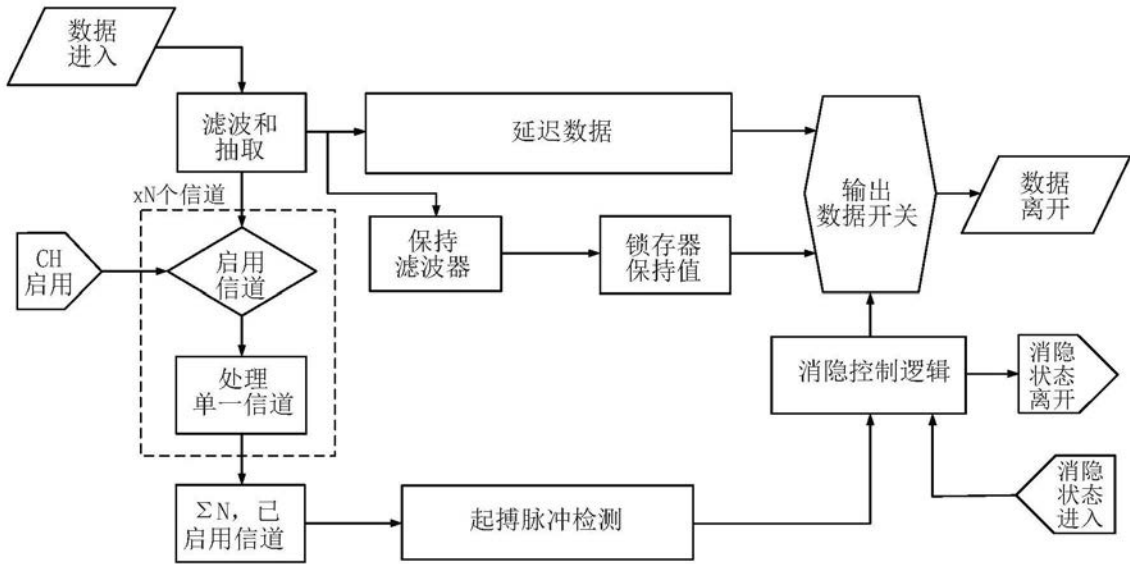 数据
进入
滤波和
抽取
延迟数据
输出
数据开关
数据
离开
xN个信道
保持
滤波器
锁存器
保持值
CH
启用
启用
信道
处理
单一信道
消隐控制逻辑
消隐
状态
离开
ΣN，已
启用信道
起搏脉冲检测
消隐
状态
进入